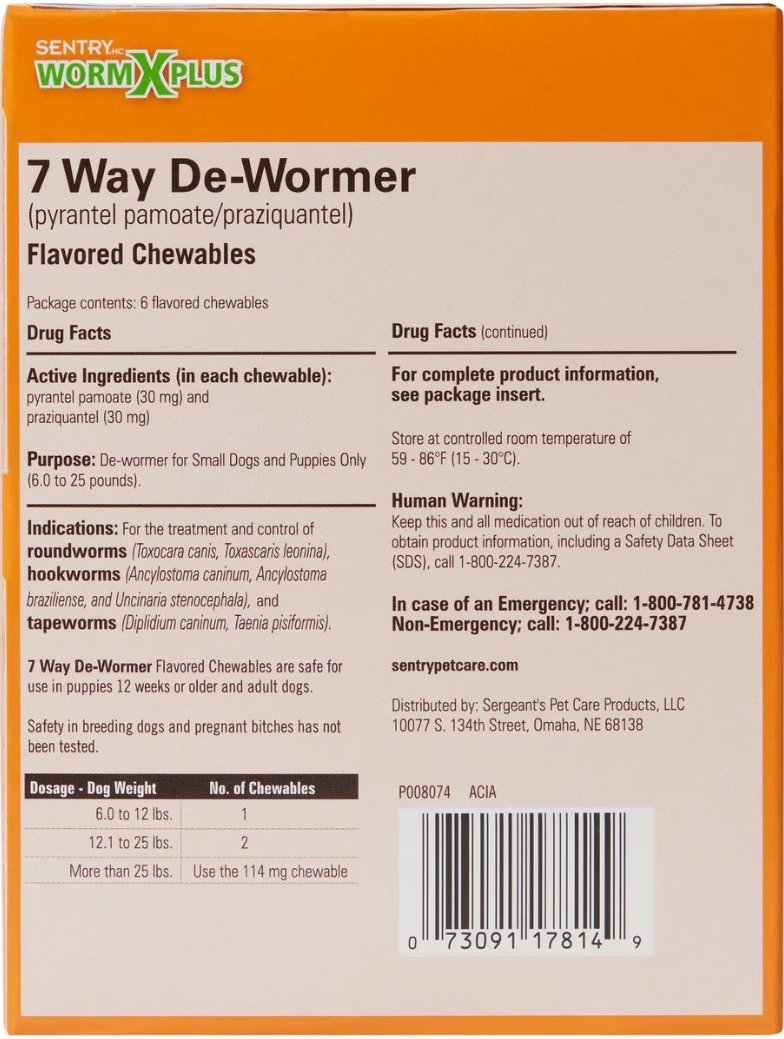 SENTRY HC
WORM X PLUS
7 Way De-Wormer
(pyrantel pamoate/praziquantel)
Flavored Chewables
Package contents: 6 flavored chewables
Drug Facts
Active Ingredients (in each chewable):
pyrantel pamoate (30 mg) and
praziquantel (30 mg)
Purpose: De-wormer for Small Dogs and Puppies Only
(6.0 to 25 pounds).
Indications: For the treatment and control of
roundworms (Toxocara canis, Toxascaris leonina),
hookworms (Ancylostoma caninum, Ancylostoma
braziliense, and Uncinaria stenocephala), and
tapeworms (Diplidium caninum, Taenia pisiformis).
7 Way De-Wormer Flavored Chewables are safe for
use in puppies 12 weeks or older and adult dogs.
Safety in breeding dogs and pregnant bitches has not
been tested.
Dosage - Dog Weight No. of Chewables
6.0 to 12 lbs. 1
12.1 to 25 lbs. 2
More than 25 lbs. Use the 114 mg chewable
Drug Facts (continued)
For complete product information,
see package insert.
Store at controlled room temperature of
59 - 86°F (15 - 30°C).
Human Warning:
Keep this and all medication out of reach of children. To
obtain product information, including a Safety Data Sheet
(SDS), call 1-800-224-7387.
In case of an Emergency; call: 1-800-781-4738
Non-Emergency; call: 1-800-224-7387
sentrypetcare.com
Distributed by: Sergeant's Pet Care Products, LLC
10077 S. 134th Street, Omaha, NE 68138
P008074 ACIA
0 73091 17814 9